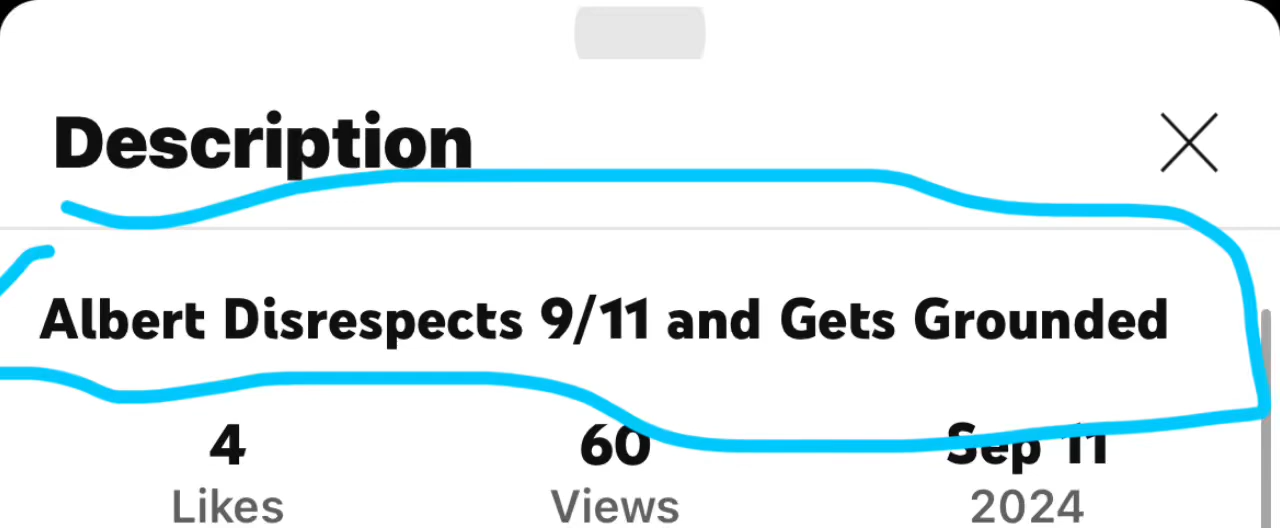 Description
Albert Disrespects 9/11 and Gets Grounded
4 60 Sep 11
Likes Views 2024